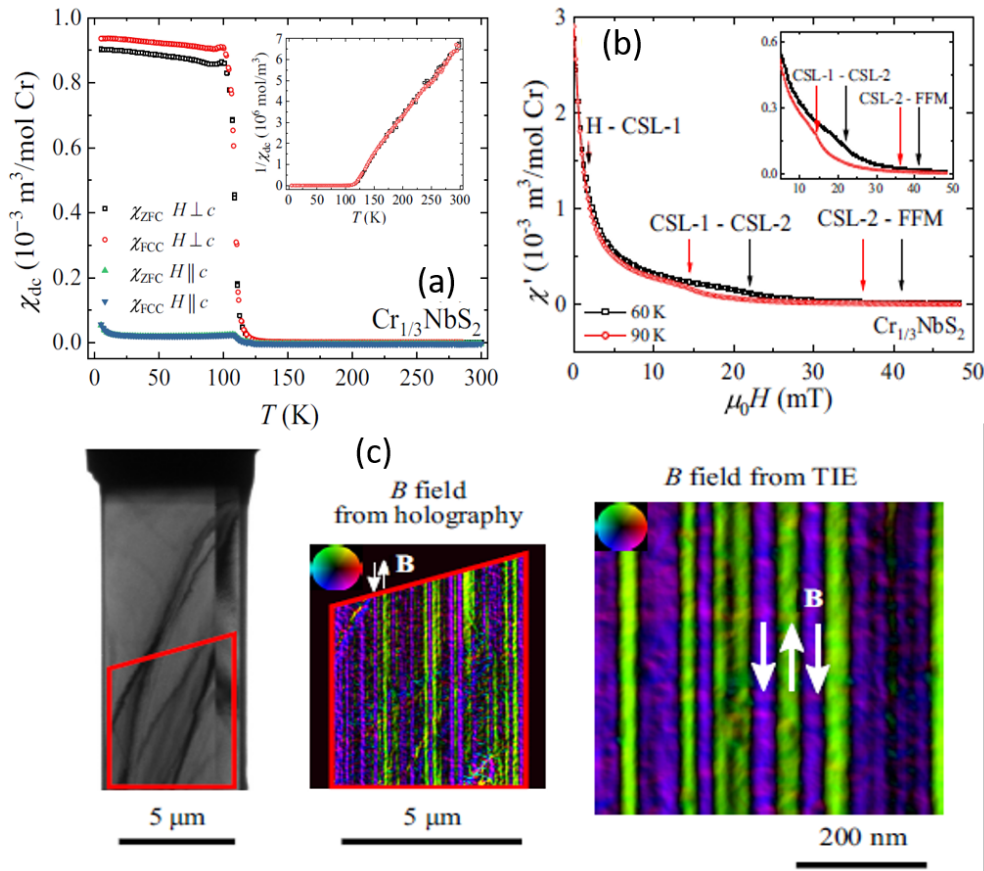 (a)
1.0
0.8
0.6
0.4
0.2
0.0
χdc (10⁻³ m³/mol Cr)
0 50 100 150 200 250 300
T (K)
χZFC H ⊥ c
χFCC H ⊥ c
χZFC H ∥ c
χFCC H ∥ c
Cr1/3NbS2
7
6
5
4
3
2
1
0
1/χdc (10⁶ mol/m³)
0 50 100 150 200 250 300
T (K)
(b)
3
2
1
0
χ' (10⁻³ m³/mol Cr)
0 10 20 30 40 50
μ0H (mT)
H - CSL-1
CSL-1 - CSL-2
CSL-2 - FFM
60 K
90 K
Cr1/3NbS2
0.6
0.3
0.0
10 20 30 40 50
CSL-1 - CSL-2
CSL-2 - FFM
(c)
5 μm
B field
from holography
B
5 μm
B field from TIE
B
200 nm